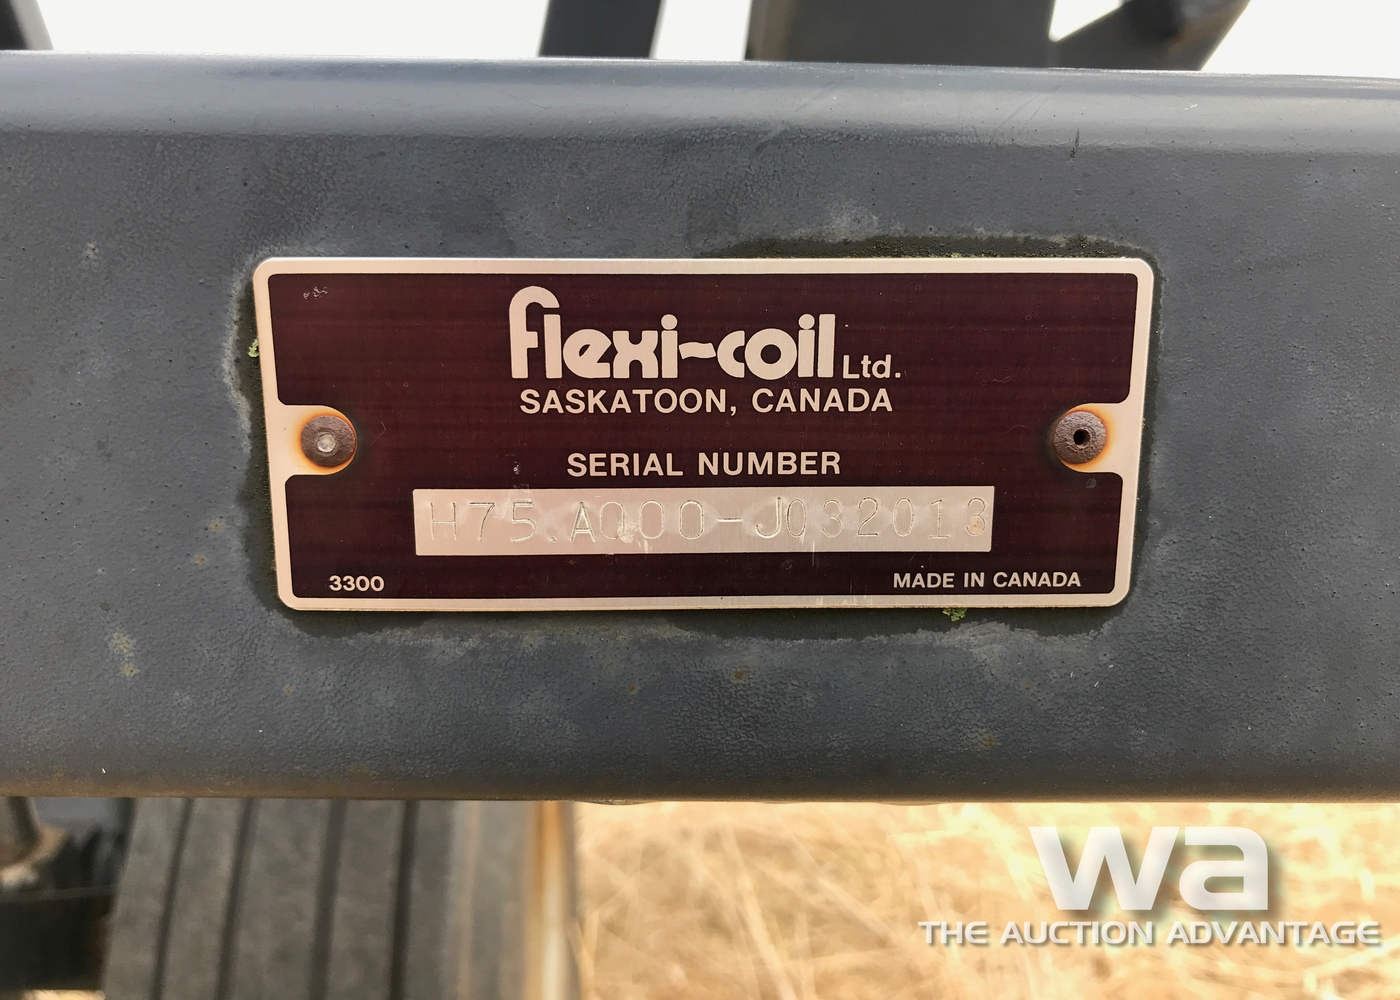 flexi-coil Ltd.
SASKATOON, CANADA
SERIAL NUMBER
H75.A000-J032013
3300
MADE IN CANADA
wa
THE AUCTION ADVANTAGE